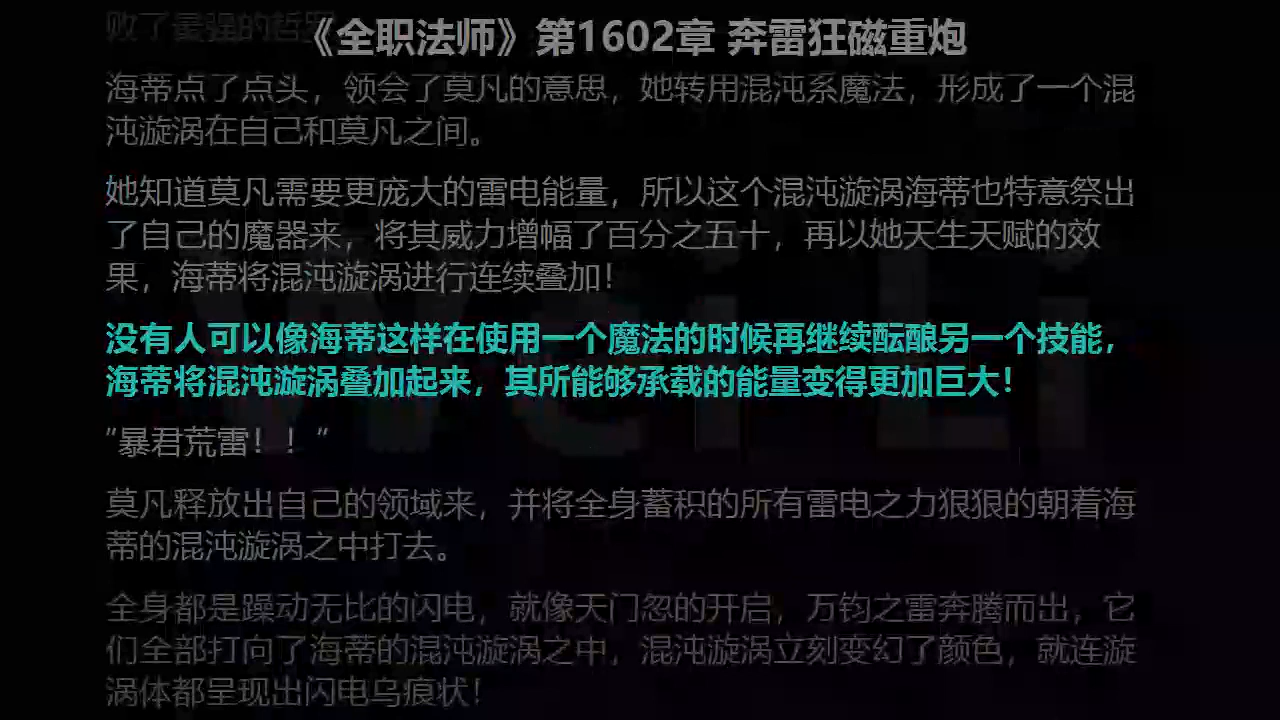 败了最强的哲罗
《全职法师》第1602章 奔雷狂磁重炮
海蒂点了点头，领会了莫凡的意思，她转用混沌系魔法，形成了一个混
沌漩涡在自己和莫凡之间。
她知道莫凡需要更庞大的雷电能量，所以这个混沌漩涡海蒂也特意祭出
了自己的魔器来，将其威力增幅了百分之五十，再以她天生天赋的效
果，海蒂将混沌漩涡进行连续叠加！
没有人可以像海蒂这样在使用一个魔法的时候再继续酝酿另一个技能，
海蒂将混沌漩涡叠加起来，其所能够承载的能量变得更加巨大！
“暴君荒雷！！”
莫凡释放出自己的领域来，并将全身蓄积的所有雷电之力狠狠的朝着海
蒂的混沌漩涡之中打去。
全身都是躁动无比的闪电，就像天门忽的开启，万钧之雷奔腾而出，它
们全部打向了海蒂的混沌漩涡之中，混沌漩涡立刻变幻了颜色，就连漩
涡体都呈现出闪电乌痕状！
Wei Li